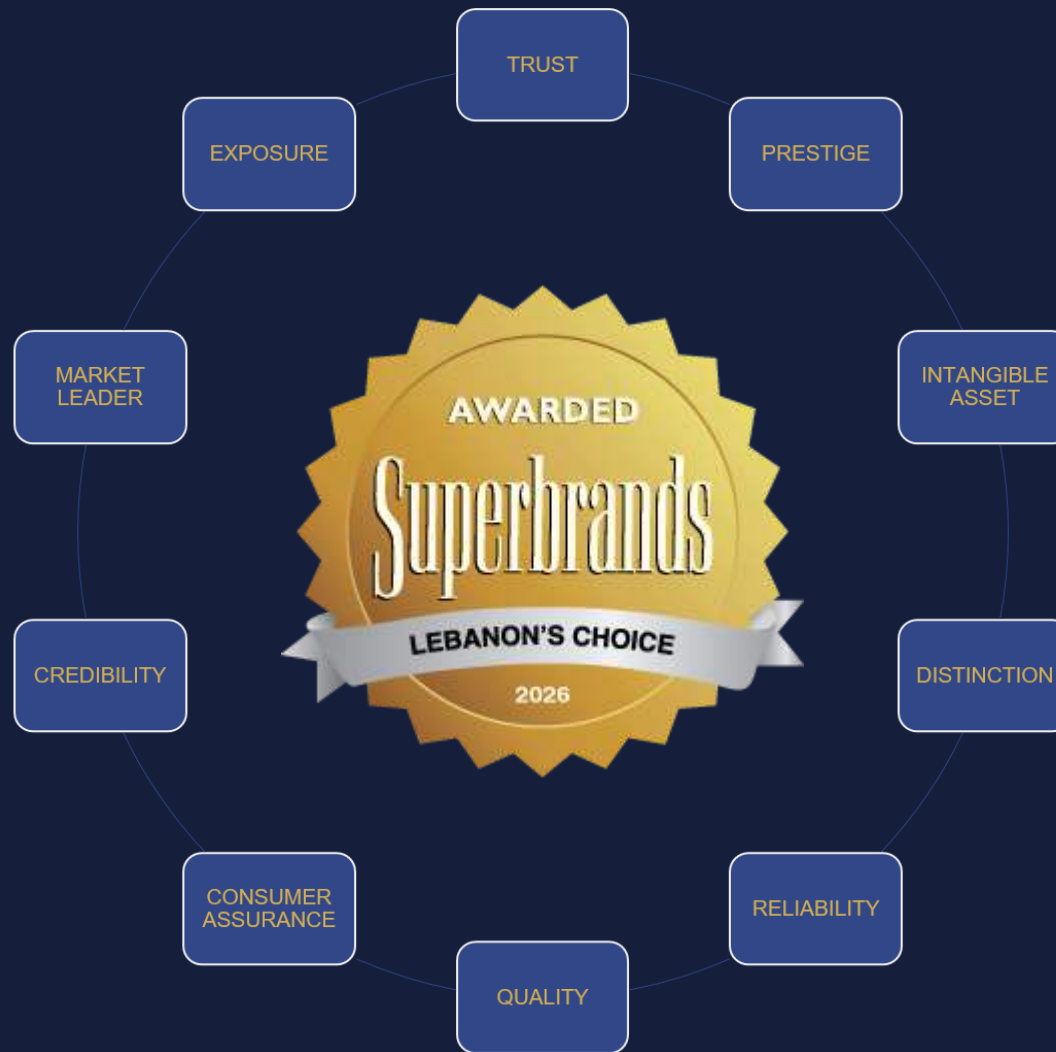 TRUST
EXPOSURE
PRESTIGE
MARKET
LEADER
INTANGIBLE
ASSET
AWARDED
Superbrands
LEBANON'S CHOICE
2026
CREDIBILITY
DISTINCTION
CONSUMER
ASSURANCE
RELIABILITY
QUALITY